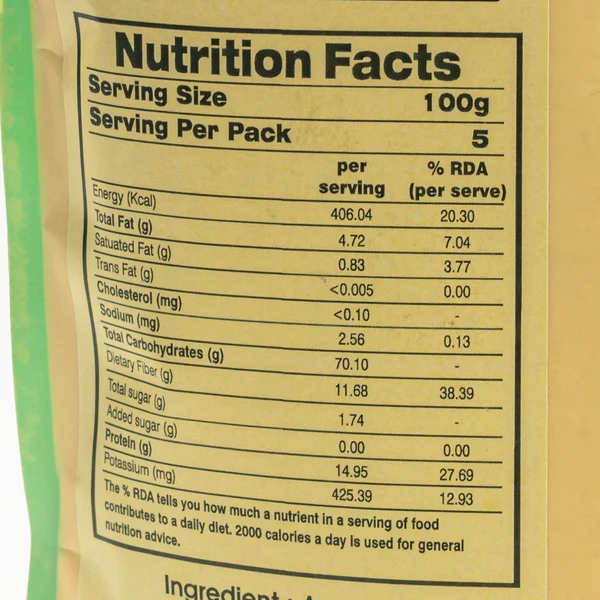 Nutrition Facts
Serving Size 100g
Serving Per Pack 5
per serving % RDA (per serve)
Energy (Kcal) 406.04 20.30
Total Fat (g) 4.72 7.04
Satuated Fat (g) 0.83 3.77
Trans Fat (g) <0.005 0.00
Cholesterol (mg) <0.10 -
Sodium (mg) 2.56 0.13
Total Carbohydrates (g) 70.10 -
Dietary Fiber (g) 11.68 38.39
Total sugar (g) 1.74 -
Added sugar (g) 0.00 0.00
Protein (g) 14.95 27.69
Potassium (mg) 425.39 12.93
The % RDA tells you how much a nutrient in a serving of food
contributes to a daily diet. 2000 calories a day Is used for general
nutrition advice.
Ingredient